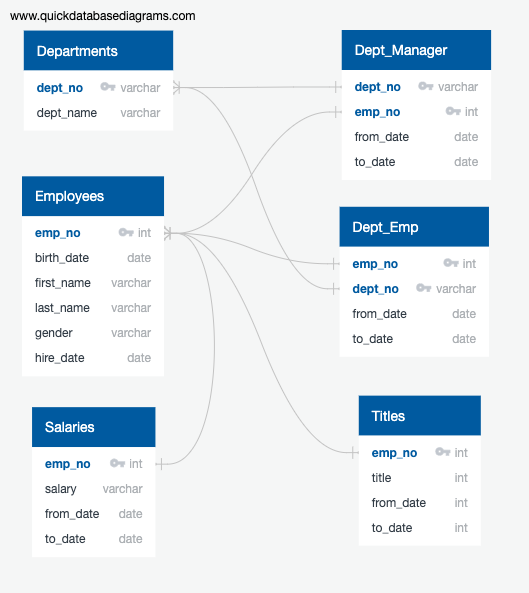 www.quickdatabasediagrams.com
Departments
dept_no varchar
dept_name varchar
Dept_Manager
dept_no varchar
emp_no int
from_date date
to_date date
Employees
emp_no int
birth_date date
first_name varchar
last_name varchar
gender varchar
hire_date date
Dept_Emp
emp_no int
dept_no varchar
from_date date
to_date date
Salaries
emp_no int
salary varchar
from_date date
to_date date
Titles
emp_no int
title int
from_date int
to_date int